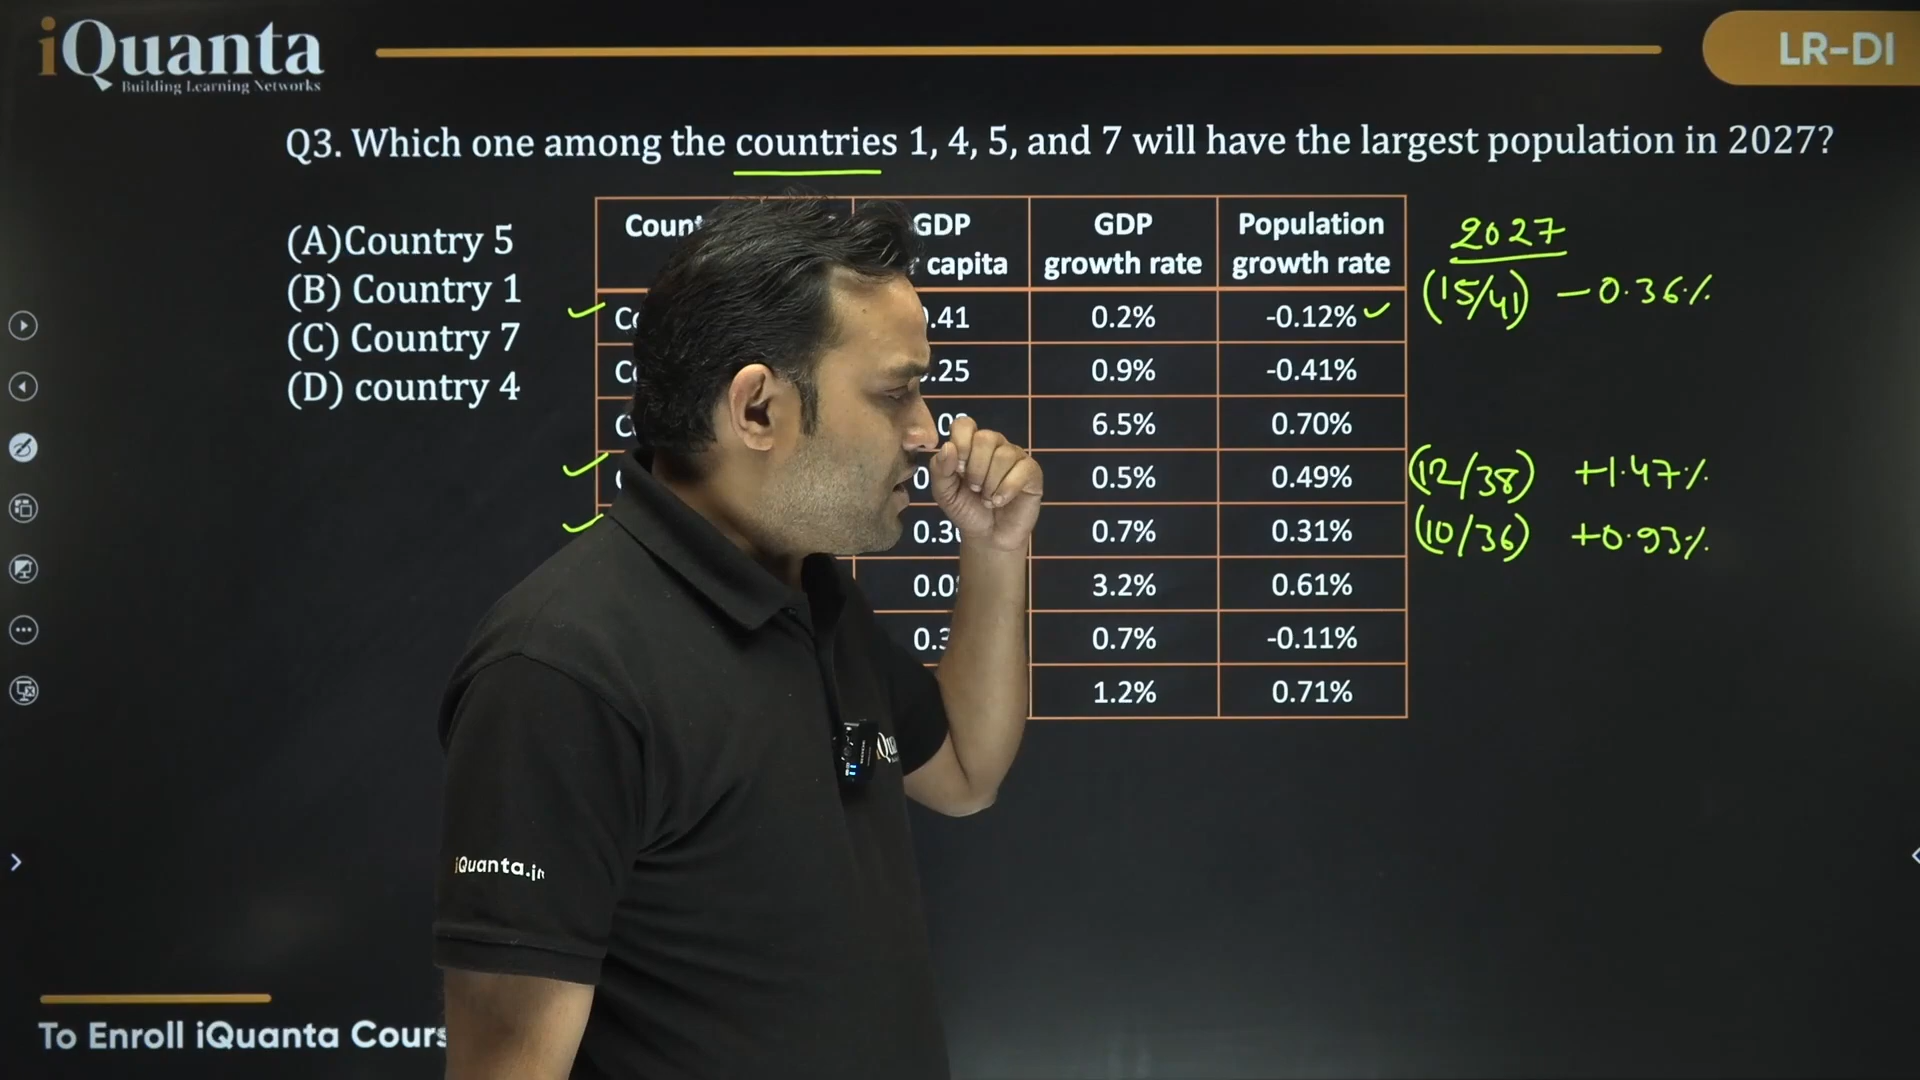 iQuanta
Building Learning Networks
LR-DI
Q3. Which one among the countries 1, 4, 5, and 7 will have the largest population in 2027?
(A)Country 5
(B) Country 1
(C) Country 7
(D) country 4
GDP GDP growth rate Population growth rate
capita
.41 0.2% -0.12%
.25 0.9% -0.41%
6.5% 0.70%
0.5% 0.49%
0.7% 0.31%
3.2% 0.61%
0.7% -0.11%
1.2% 0.71%
2027
(15/41) -0.36%
(12/38) +1.47%
(10/36) +0.93%
iQuanta.in
To Enroll iQuanta